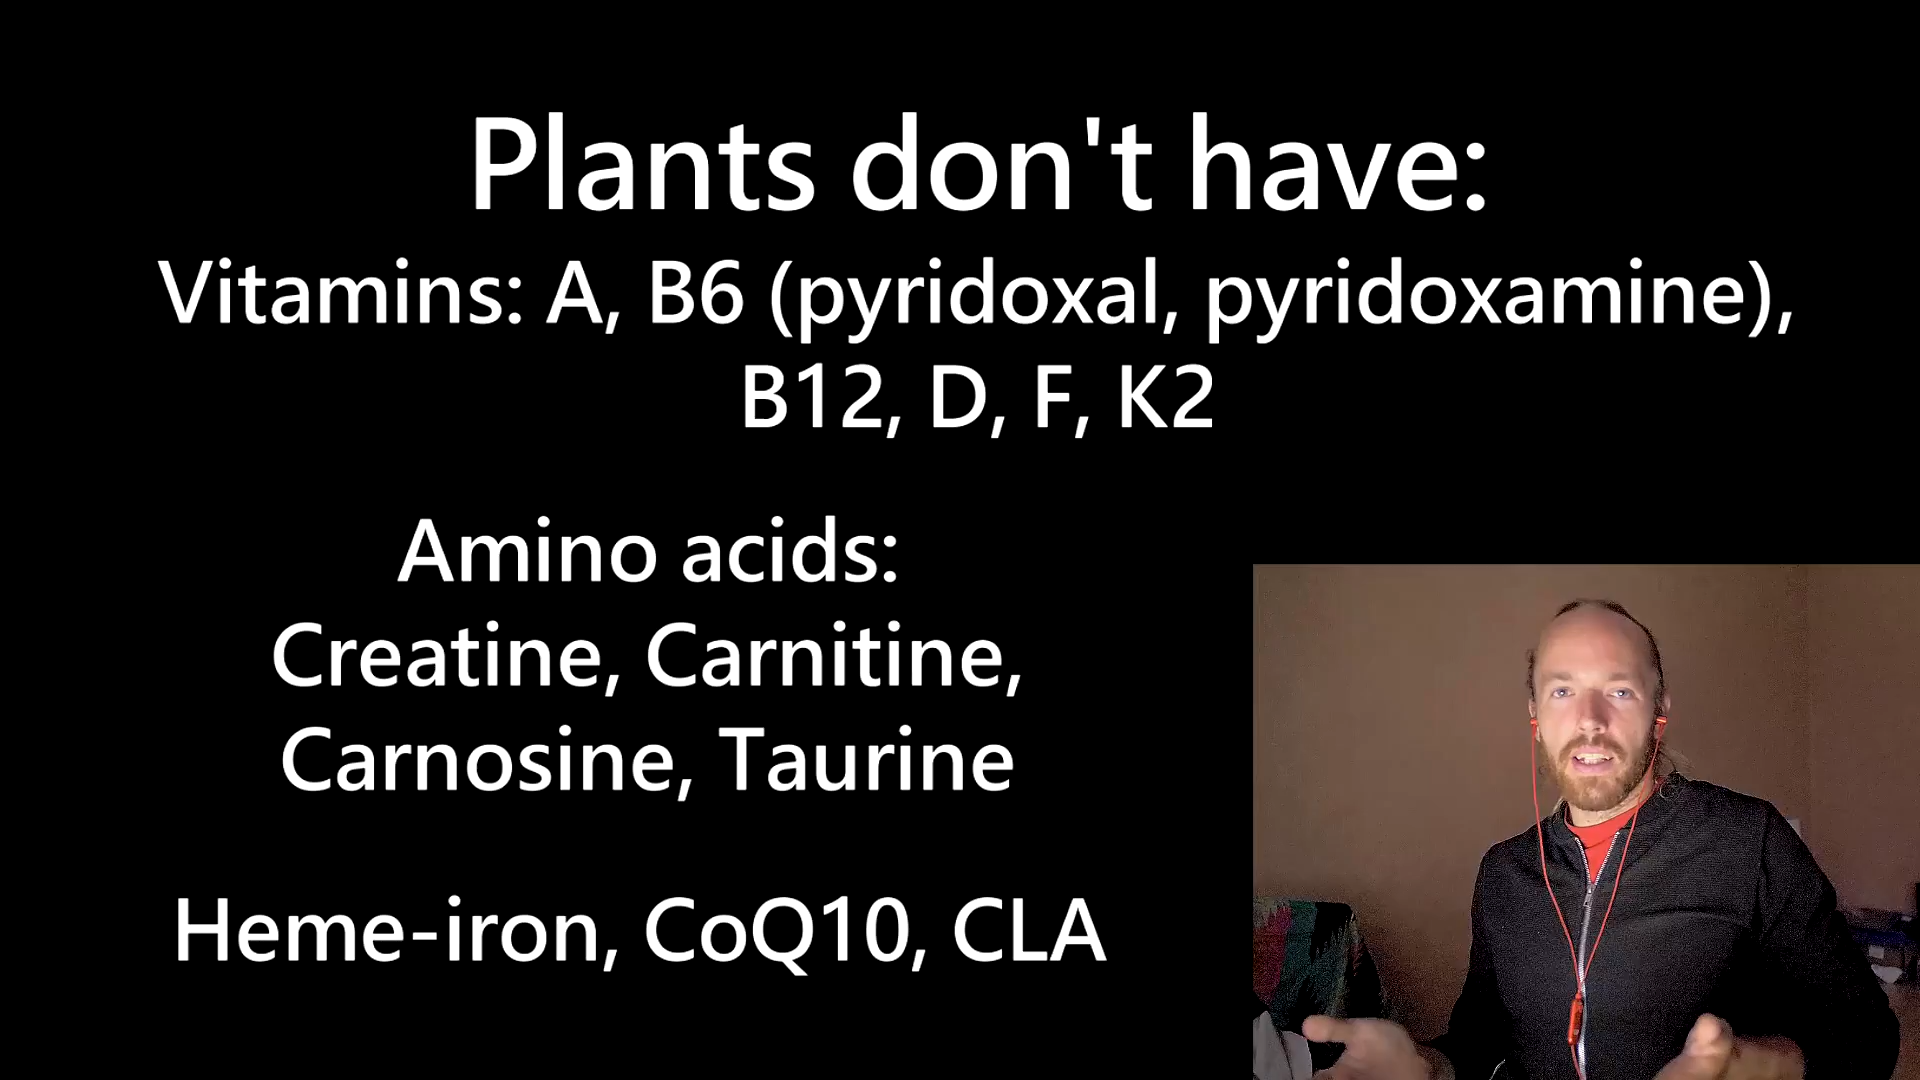 Plants don't have:
Vitamins: A, B6 (pyridoxal, pyridoxamine),
B12, D, F, K2
Amino acids:
Creatine, Carnitine,
Carnosine, Taurine
Heme-iron, CoQ10, CLA